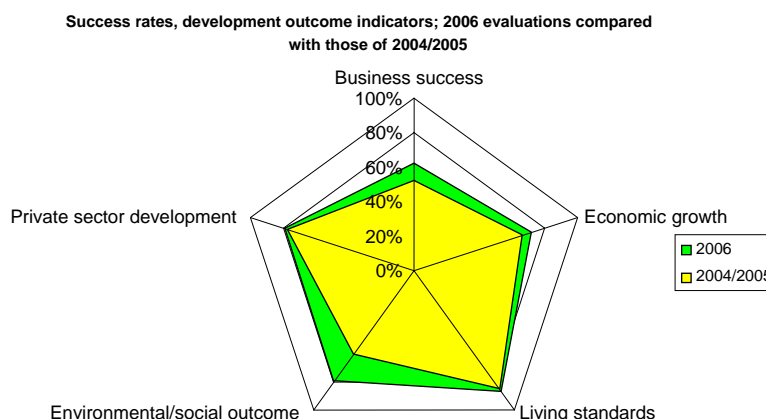 Success rates, development outcome indicators; 2006 evaluations compared
with those of 2004/2005
Business success
100%
80%
60%
40%
20%
0%
Private sector development
Economic growth
2006
2004/2005
Environmental/social outcome
Living standards